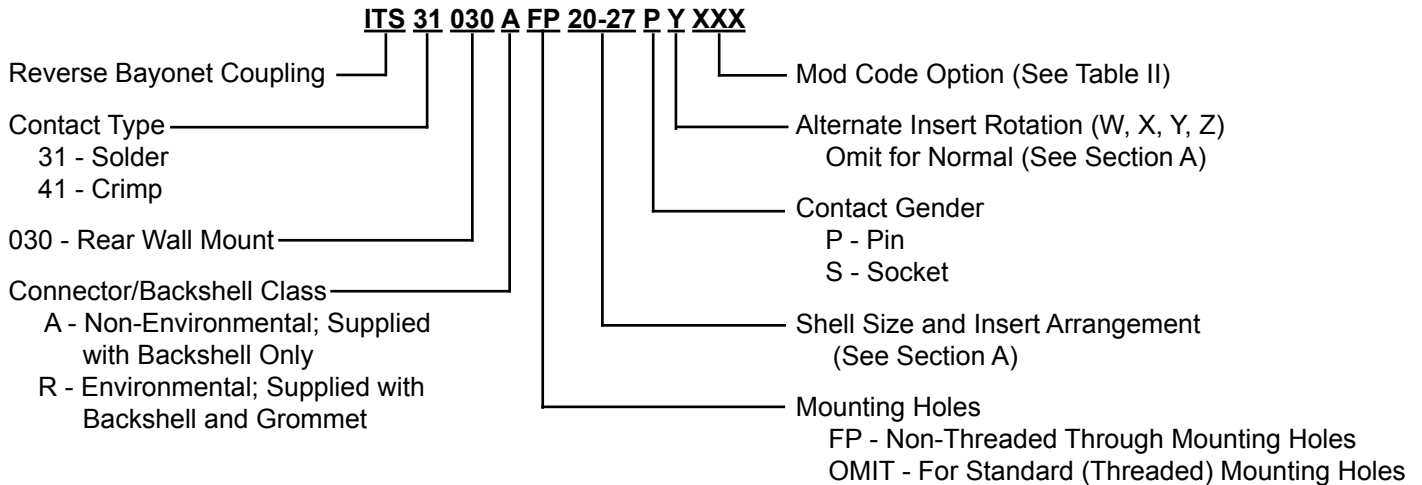 ITS 31 030 A FP 20-27 P Y XXX
Reverse Bayonet Coupling
Contact Type
31 - Solder
41 - Crimp
030 - Rear Wall Mount
Connector/Backshell Class
A - Non-Environmental; Supplied
with Backshell Only
R - Environmental; Supplied with
Backshell and Grommet
Mod Code Option (See Table II)
Alternate Insert Rotation (W, X, Y, Z)
Omit for Normal (See Section A)
Contact Gender
P - Pin
S - Socket
Shell Size and Insert Arrangement
(See Section A)
Mounting Holes
FP - Non-Threaded Through Mounting Holes
OMIT - For Standard (Threaded) Mounting Holes